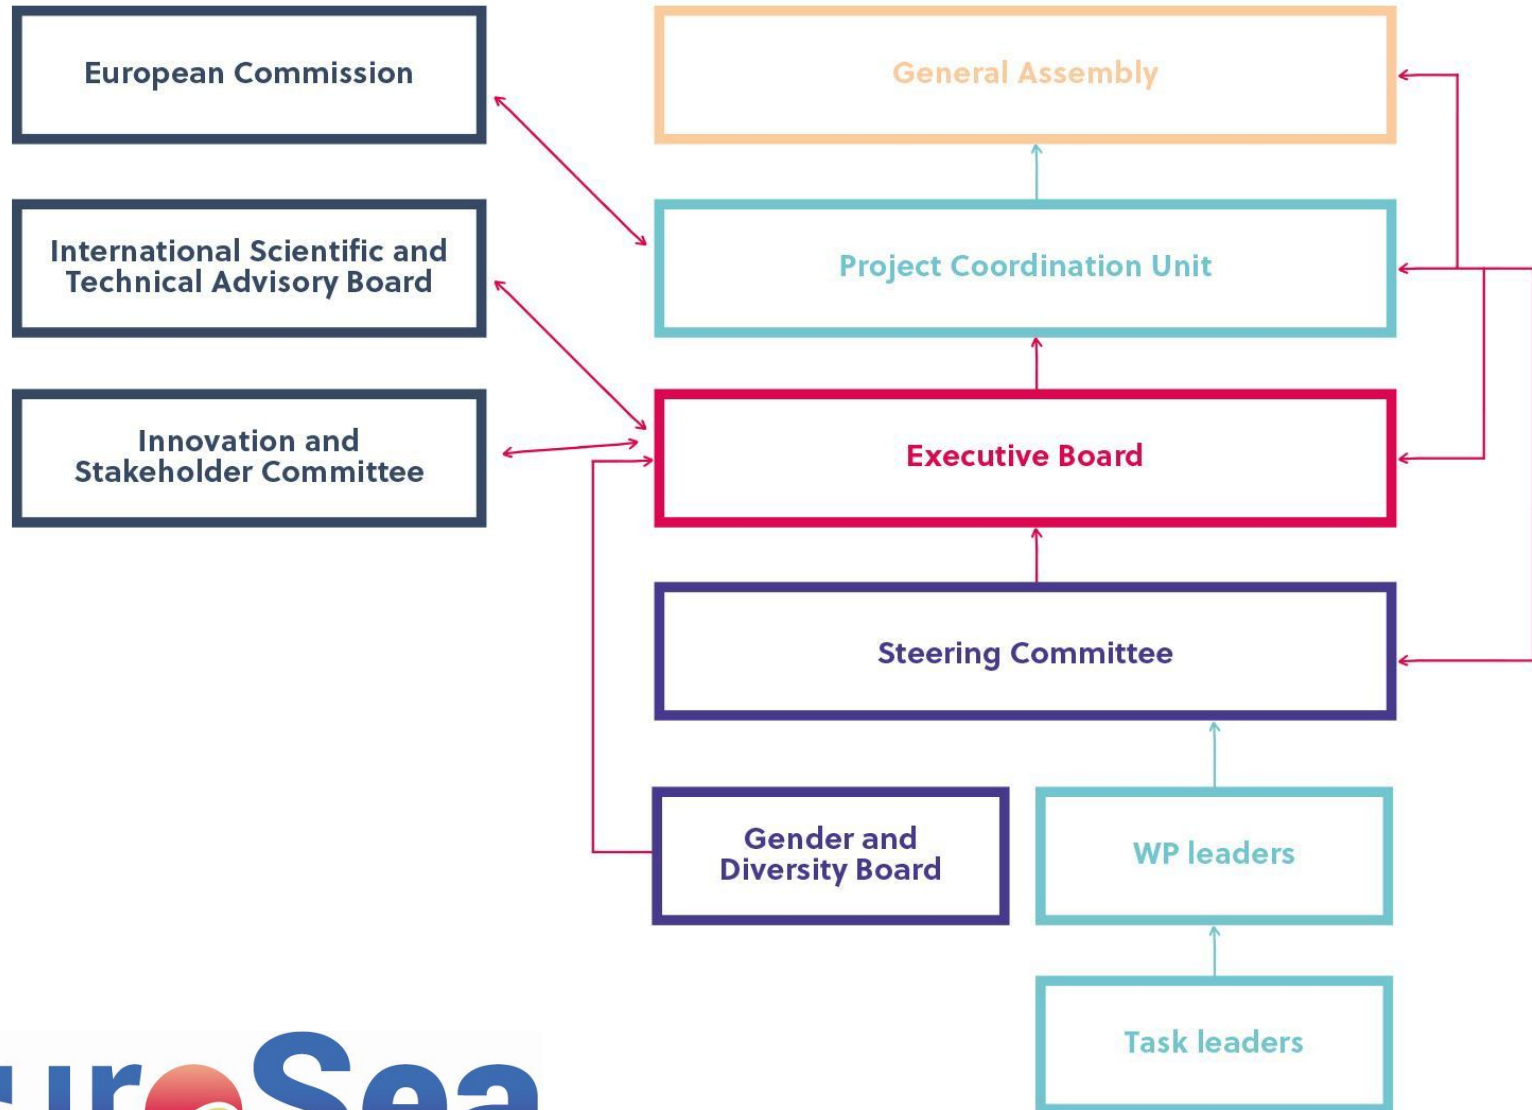 European Commission
General Assembly
International Scientific and
Technical Advisory Board
Project Coordination Unit
Innovation and
Stakeholder Committee
Executive Board
Steering Committee
Gender and
Diversity Board
WP leaders
Task leaders
uroSea